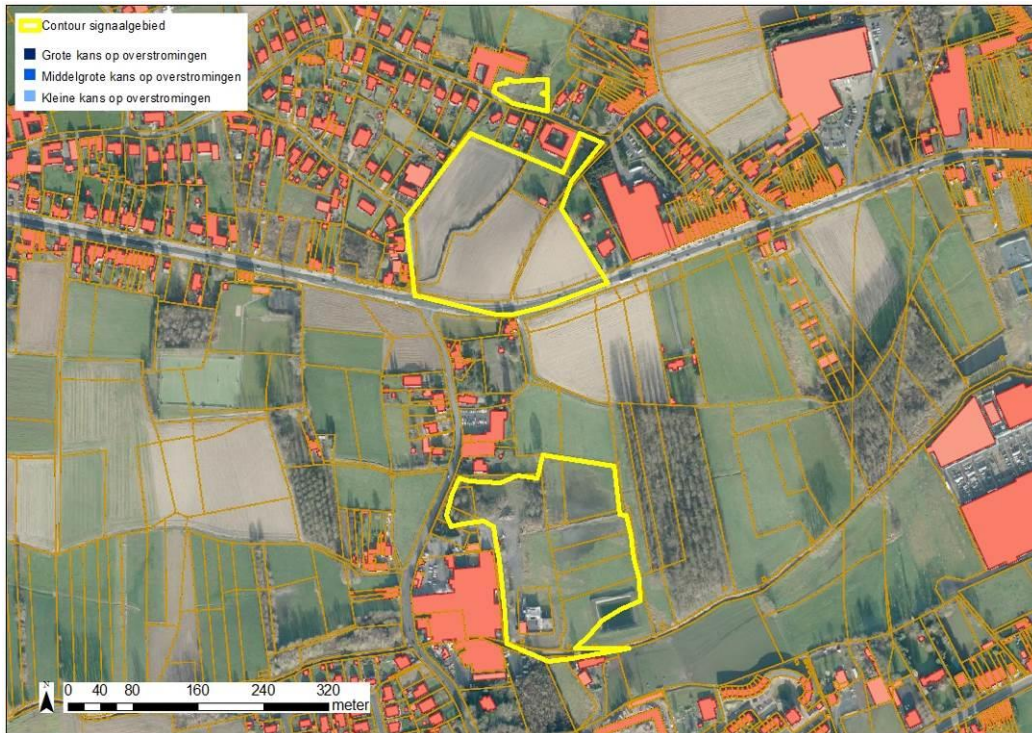 Contour signaalgebied
Grote kans op overstromingen
Middelgrote kans op overstromingen
Kleine kans op overstromingen
N
0 40 80 160 240 320
meter